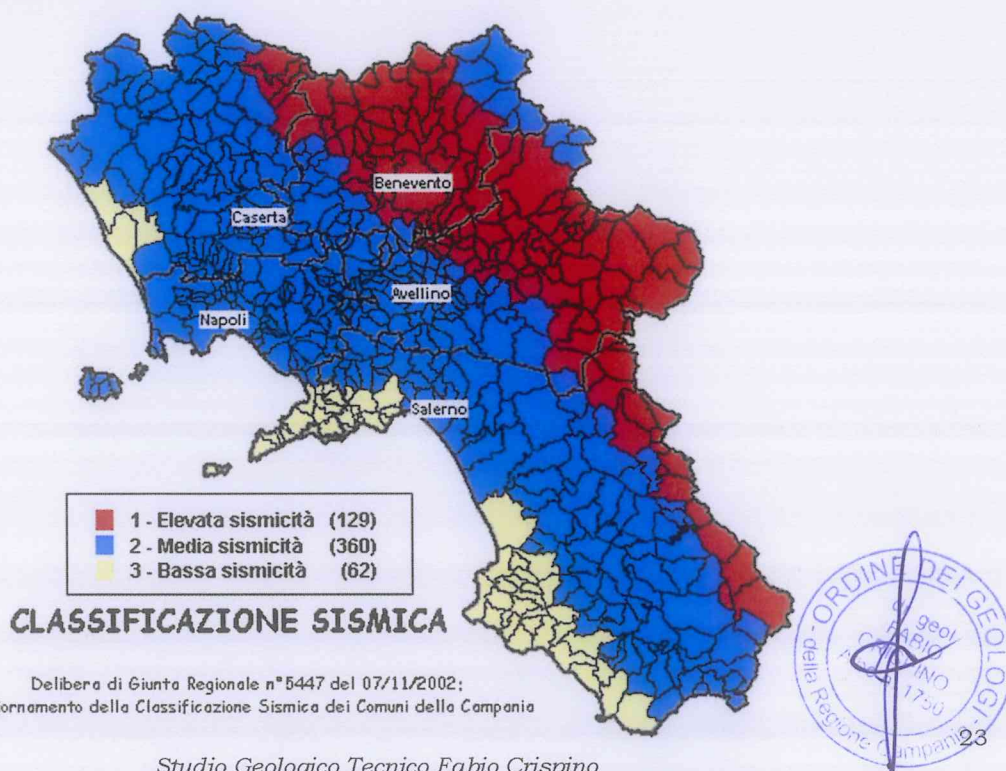 Benevento
Caserta
Avellino
Napoli
Salerno
1 - Elevata sismicità (129)
2 - Media sismicità (360)
3 - Bassa sismicità (62)
CLASSIFICAZIONE SISMICA
Delibera di Giunta Regionale n°5447 del 07/11/2002;
ornamento della Classificazione Sismica dei Comuni della Campania
ORDINE DEI GEOLOGI
della Regione Campania
geol.
FABIO
1750
23
Studio Geologico Tecnico Fabio Crispino